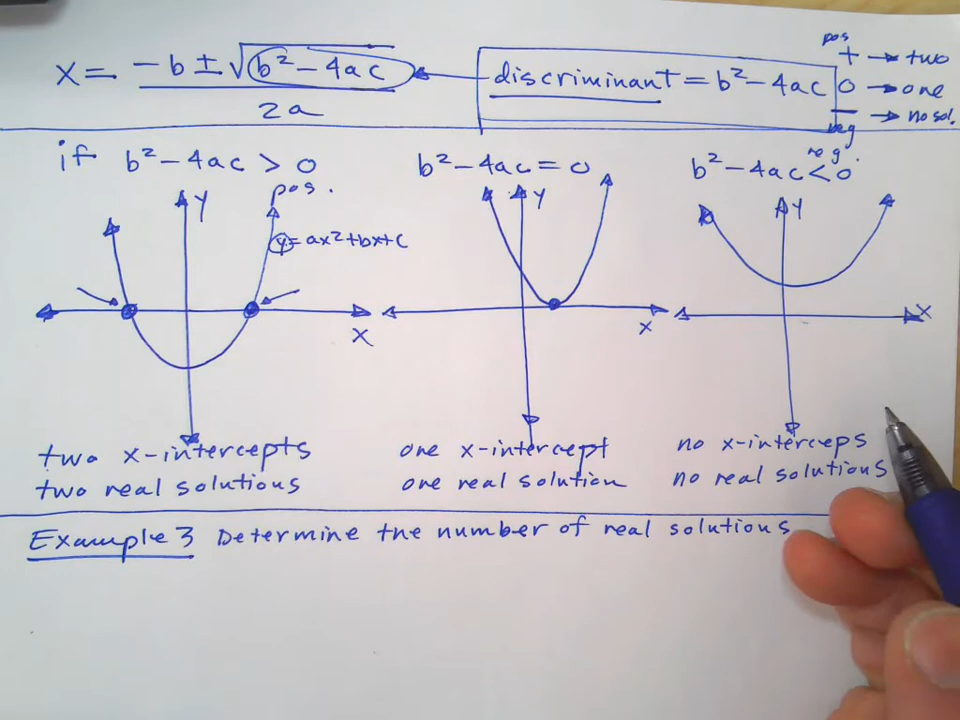 x = -b ± √b² - 4ac / 2a
discriminant = b² - 4ac
pos
+ → two
0 → one
- → no sol.
neg
if b² - 4ac > 0
pos.
b² - 4ac = 0
neg.
b² - 4ac < 0
y
y = ax² + bx + c
x
y
x
y
x
two x-intercepts
two real solutions
one x-intercept
one real solution
no x-interceps
no real solutions
Example 3 Determine the number of real solutions